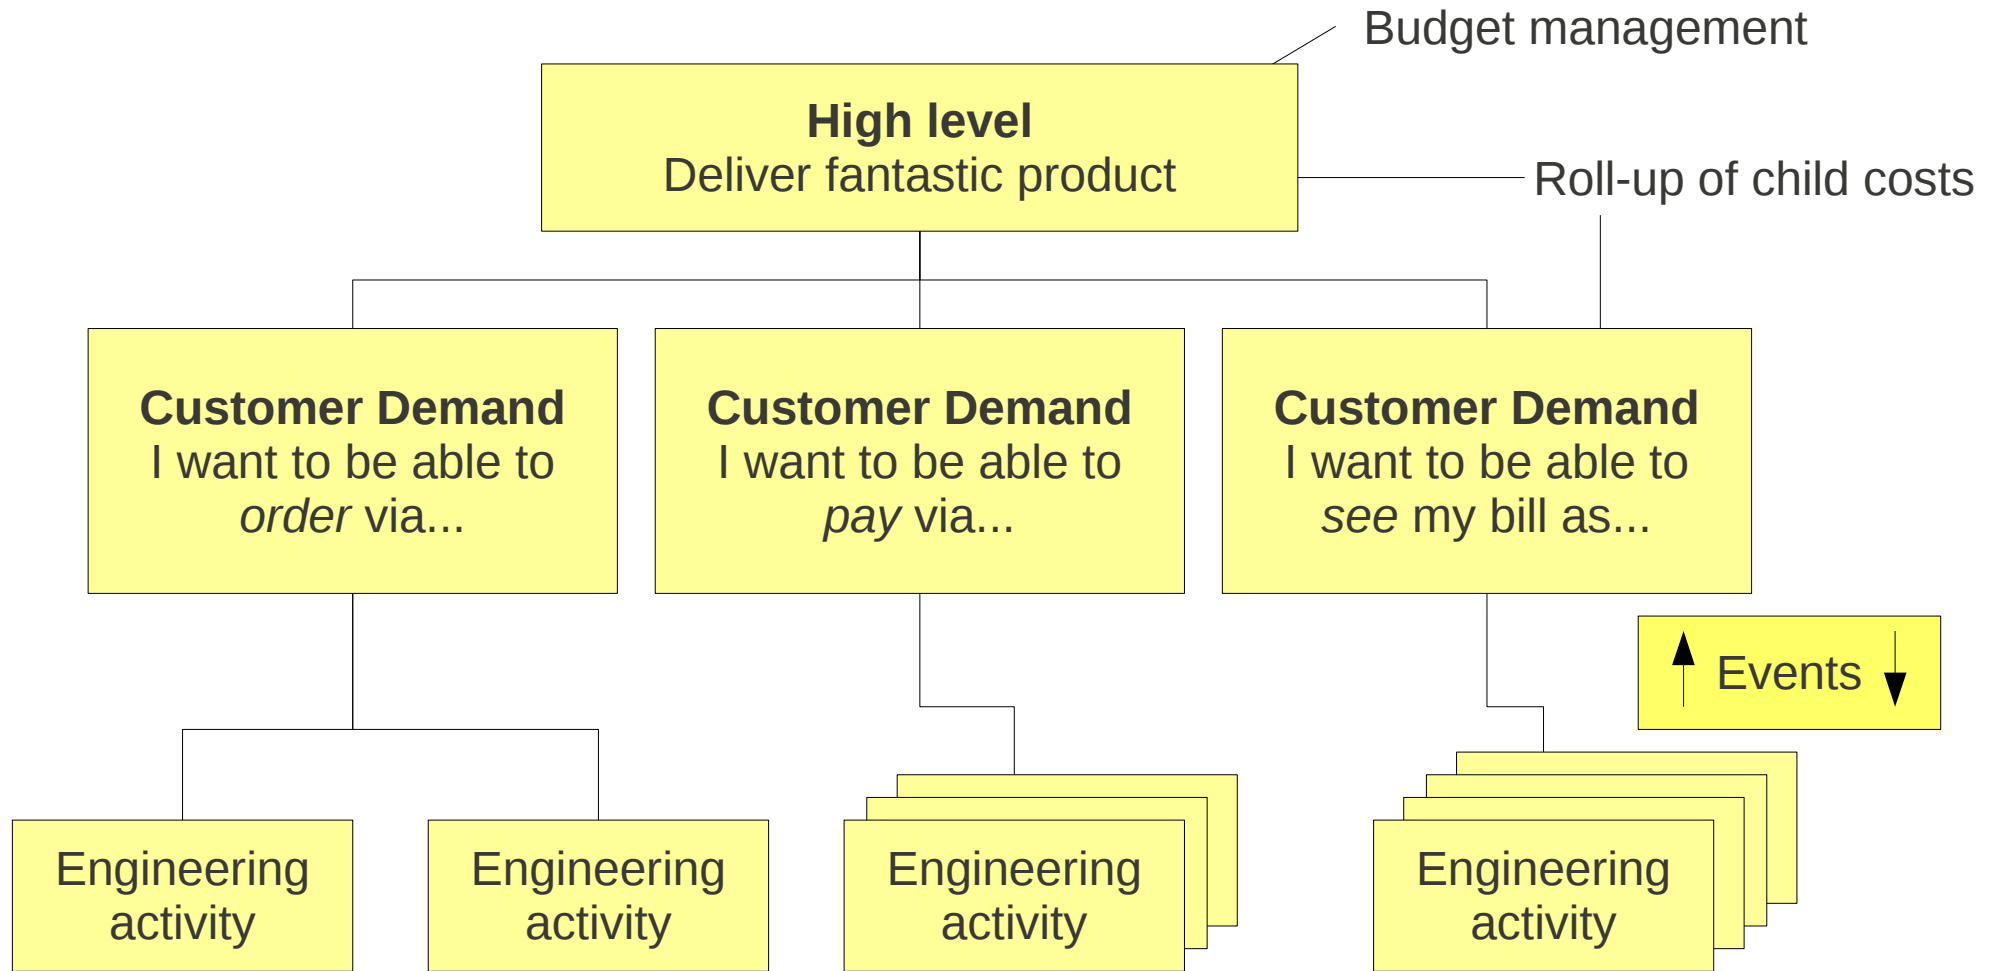 Budget management
High level
Deliver fantastic product
Roll-up of child costs
Customer Demand
I want to be able to
order via...
Customer Demand
I want to be able to
pay via...
Customer Demand
I want to be able to
see my bill as...
Events
Engineering
activity
Engineering
activity
Engineering
activity
Engineering
activity